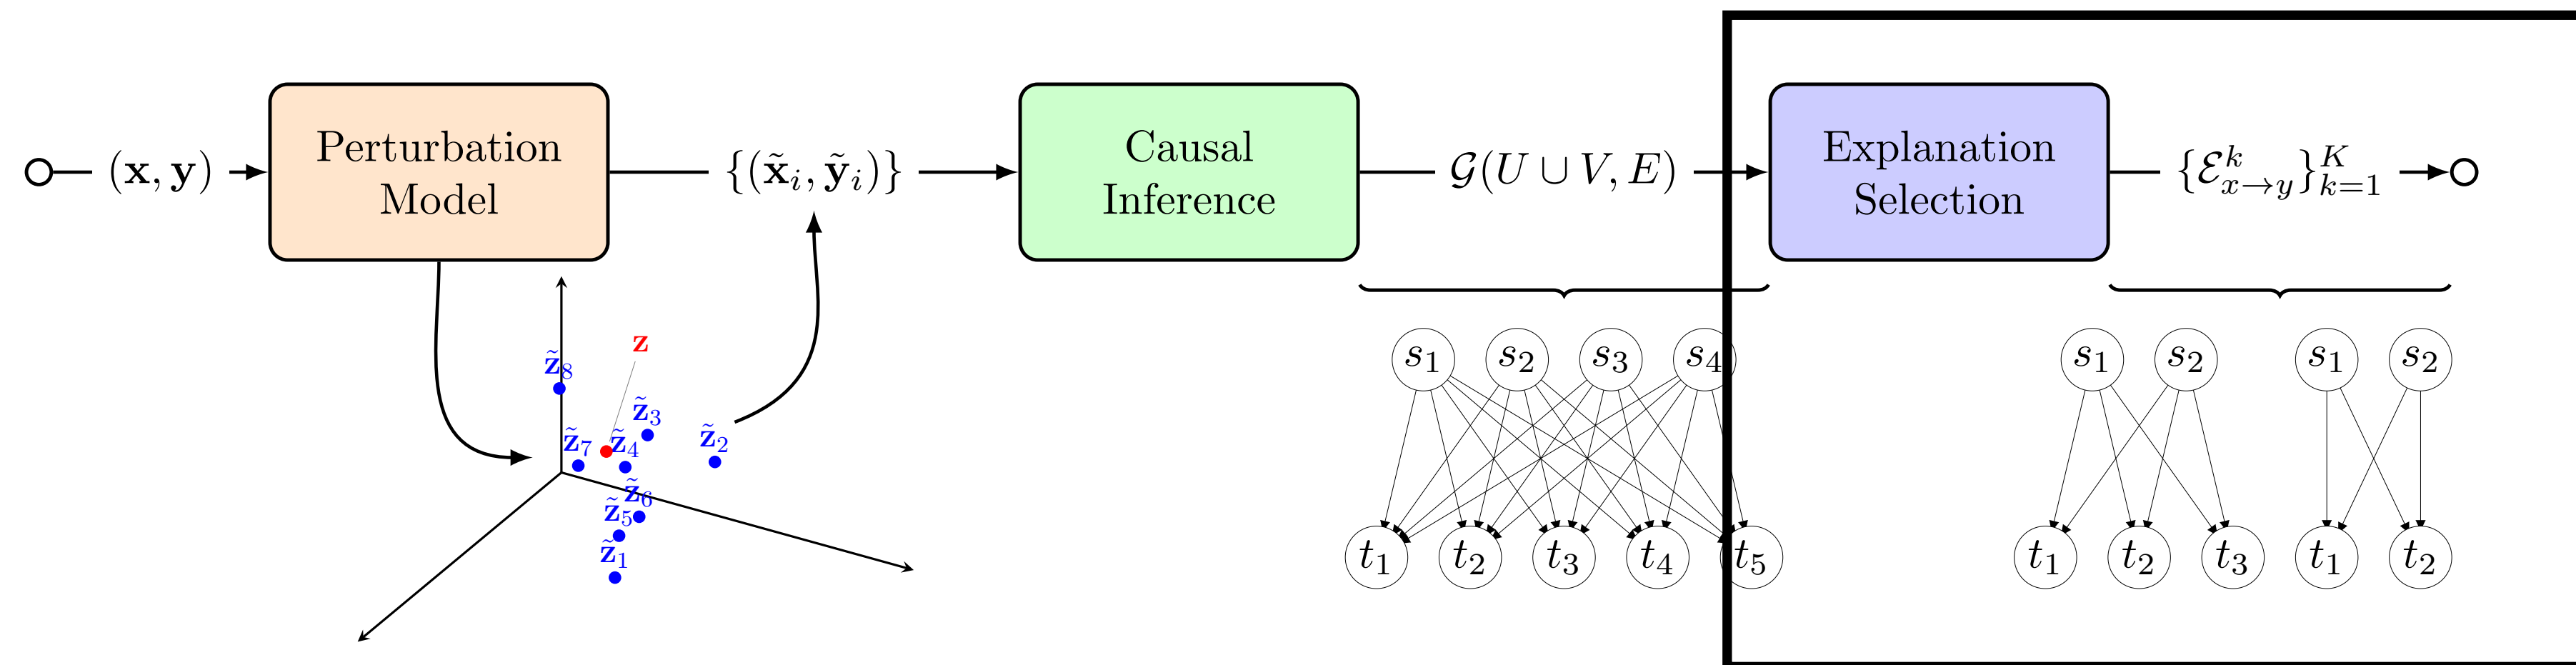 (x, y)
Perturbation
Model
{(x̃ᵢ, ỹᵢ)}
Causal
Inference
𝒢(U ∪ V, E)
Explanation
Selection
{ℰᵏₓ→ᵧ}ᴷₖ₌₁
z
z̃₈
z̃₃
z̃₂
z̃₇
z̃₄
z̃₆
z̃₅
z̃₁
s₁ s₂ s₃ s₄
t₁ t₂ t₃ t₄ t₅
s₁ s₂
t₁ t₂ t₃
s₁ s₂
t₁ t₂